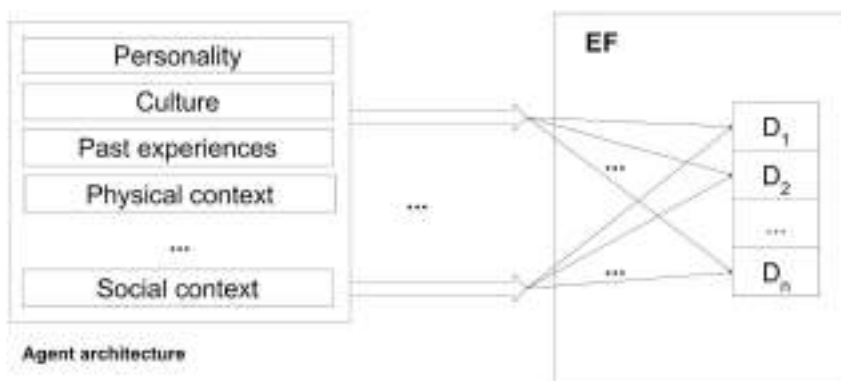 Personality
Culture
Past experiences
Physical context
...
Social context
Agent architecture
...
EF
...
...
D1
D2
...
Dn